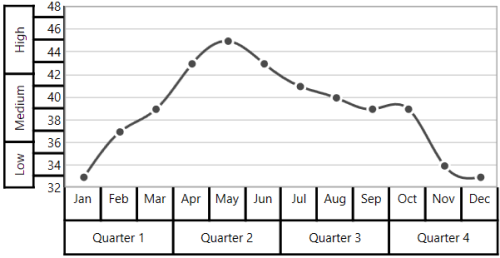 High
Medium
Low
48
46
44
42
40
38
36
34
32
Jan Feb Mar Apr May Jun Jul Aug Sep Oct Nov Dec
Quarter 1 Quarter 2 Quarter 3 Quarter 4